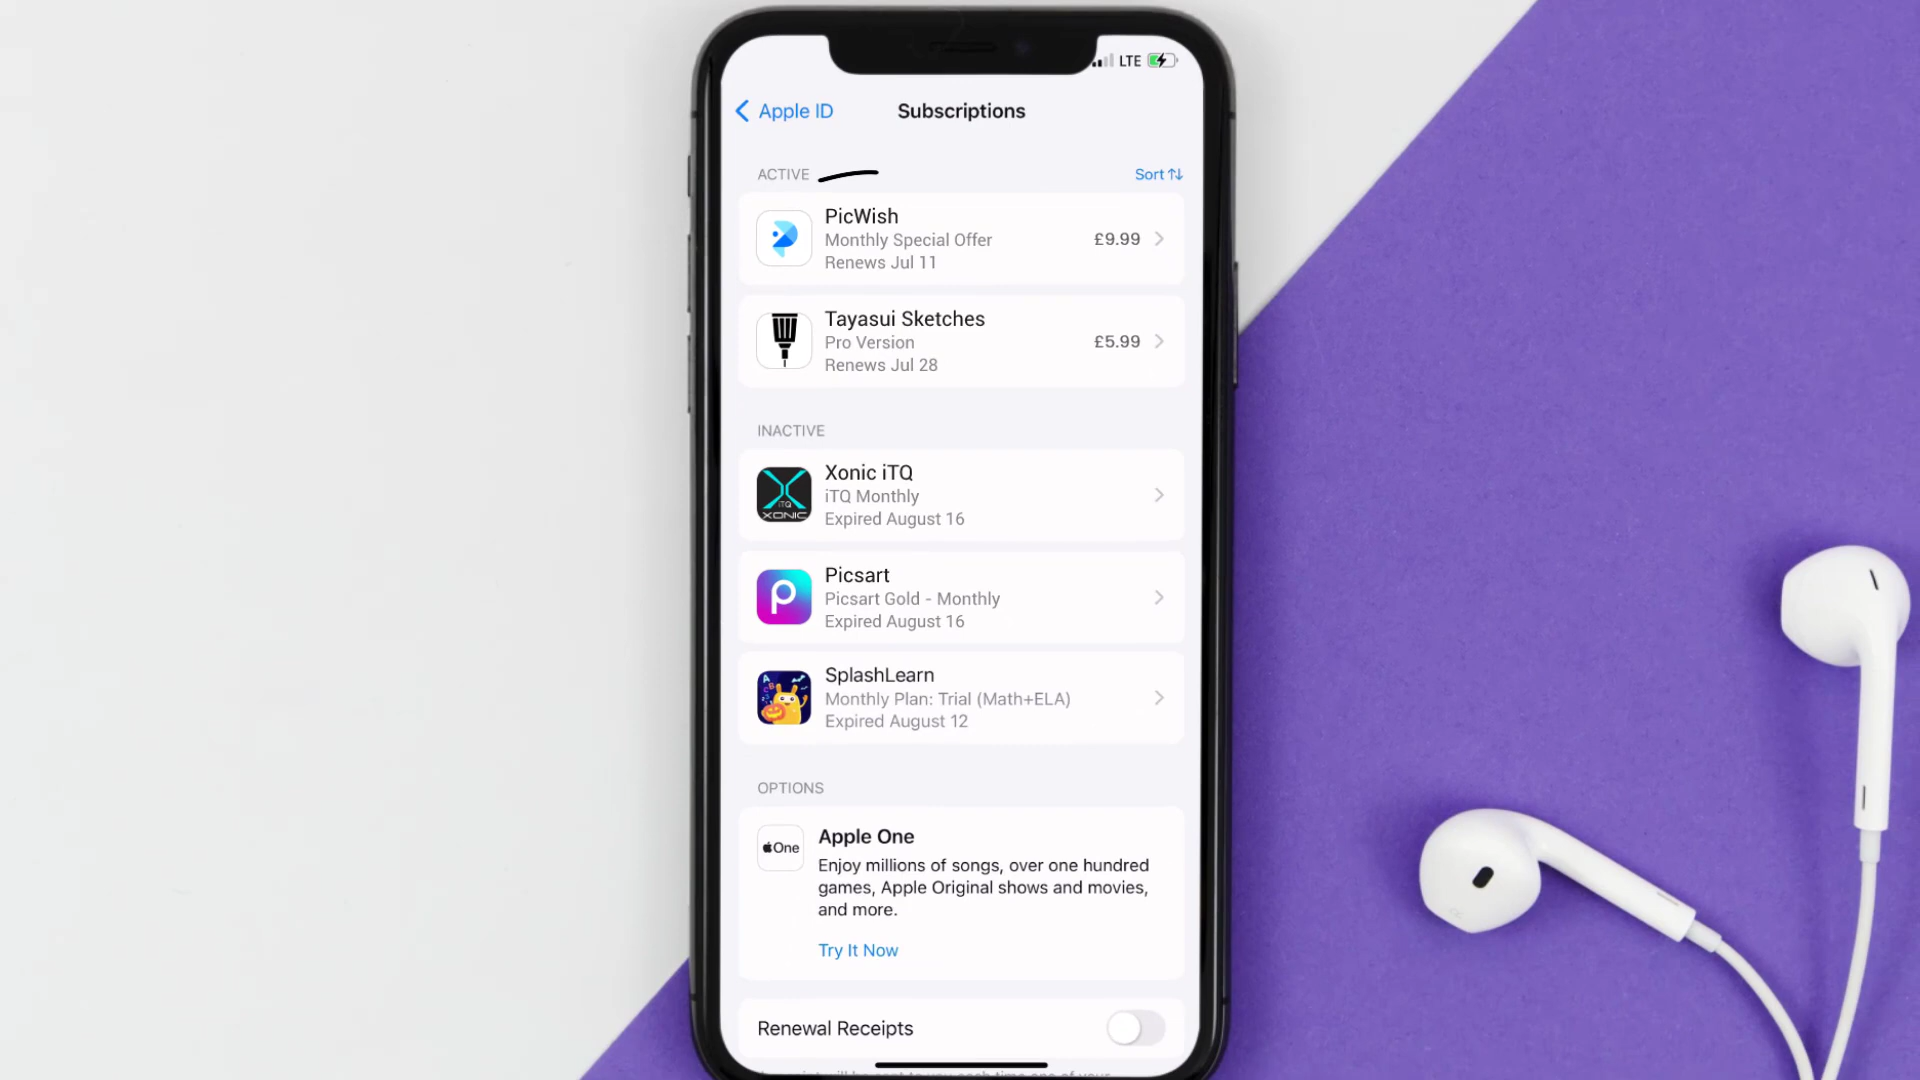 LTE
Apple ID
Subscriptions
ACTIVE
Sort
PicWish
Monthly Special Offer
Renews Jul 11
£9.99
Tayasui Sketches
Pro Version
Renews Jul 28
£5.99
INACTIVE
Xonic iTQ
iTQ Monthly
Expired August 16
iTQ
XONIC
Picsart
Picsart Gold - Monthly
Expired August 16
P
SplashLearn
Monthly Plan: Trial (Math+ELA)
Expired August 12
OPTIONS
One
Apple One
Enjoy millions of songs, over one hundred
games, Apple Original shows and movies,
and more.
Try It Now
Renewal Receipts